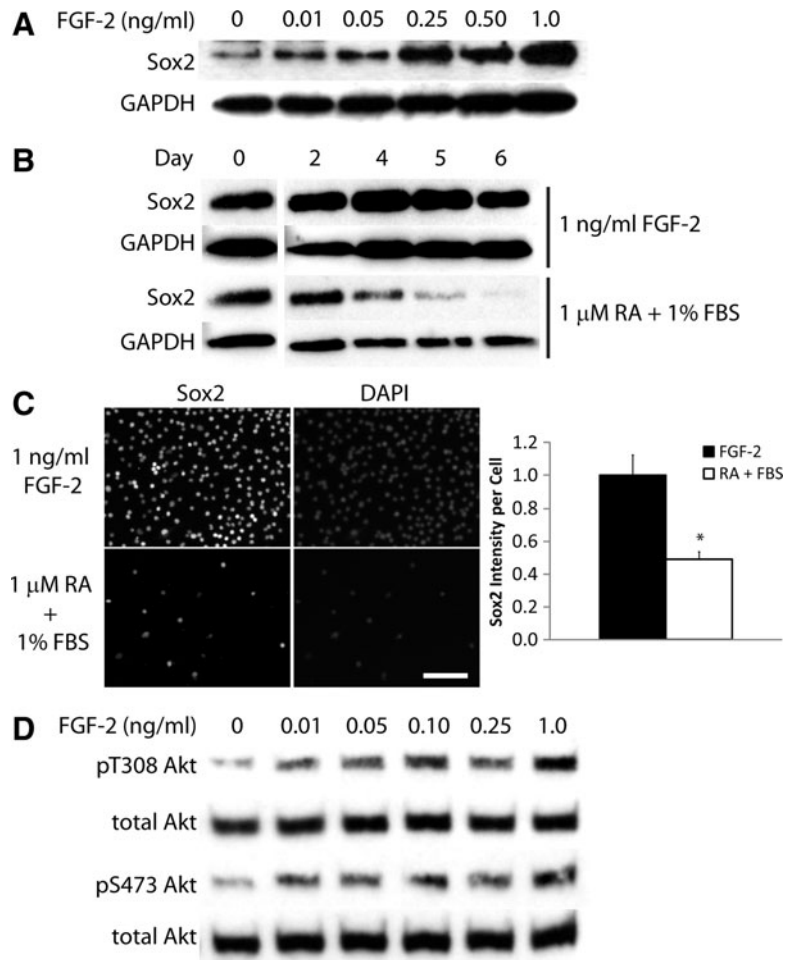 A FGF-2 (ng/ml) 0 0.01 0.05 0.25 0.50 1.0
Sox2
GAPDH
B Day 0 2 4 5 6
Sox2
GAPDH
1 ng/ml FGF-2
Sox2
GAPDH
1 μM RA + 1% FBS
C Sox2 DAPI
1 ng/ml
FGF-2
1 μM RA
+
1% FBS
Sox2 Intensity per Cell
1.2
1.0
0.8
0.6
0.4
0.2
0.0
FGF-2
RA + FBS
*
D FGF-2 (ng/ml) 0 0.01 0.05 0.10 0.25 1.0
pT308 Akt
total Akt
pS473 Akt
total Akt